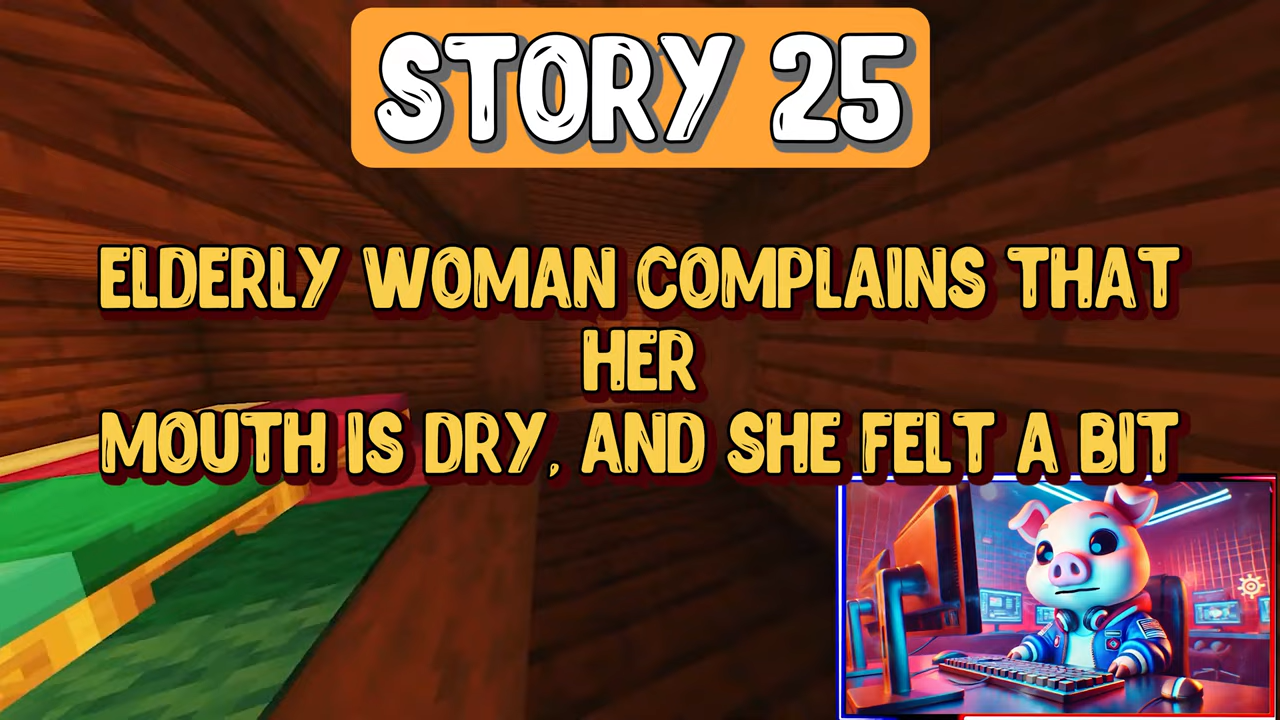 STORY 25
ELDERLY WOMAN COMPLAINS THAT
HER
MOUTH IS DRY, AND SHE FELT A BIT